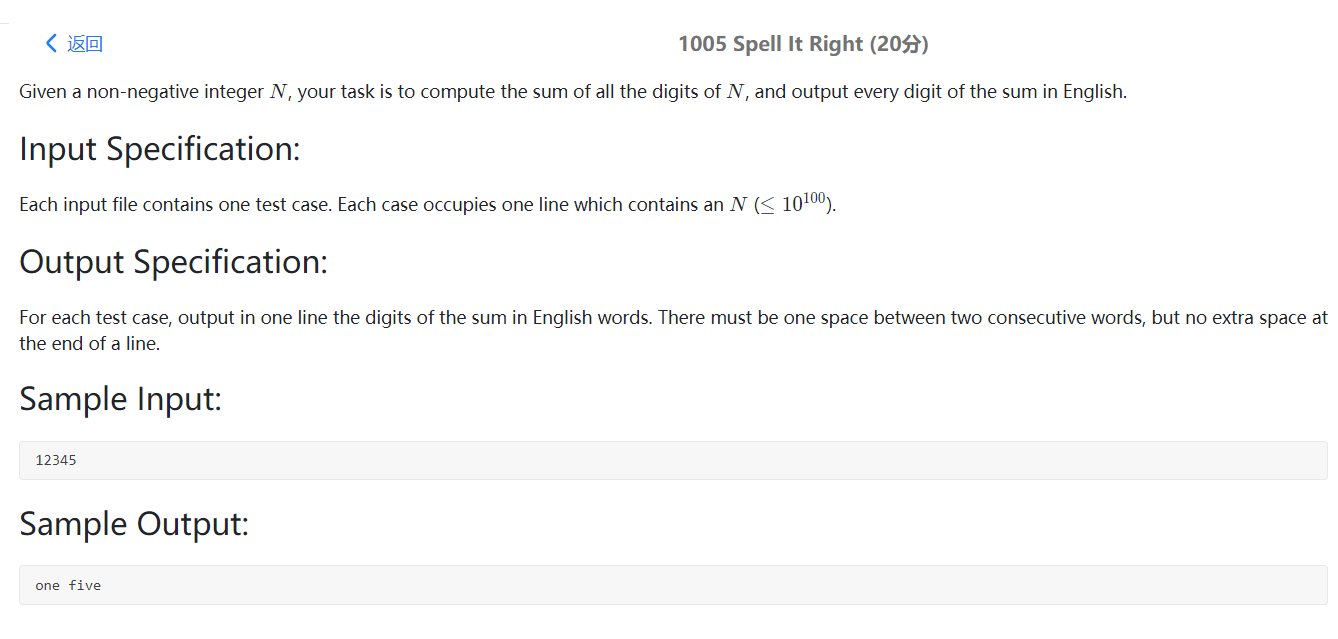 返回
1005 Spell It Right (20分)
Given a non-negative integer N, your task is to compute the sum of all the digits of N, and output every digit of the sum in English.
Input Specification:
Each input file contains one test case. Each case occupies one line which contains an N (≤ 10^100).
Output Specification:
For each test case, output in one line the digits of the sum in English words. There must be one space between two consecutive words, but no extra space at
the end of a line.
Sample Input:
12345
Sample Output:
one five